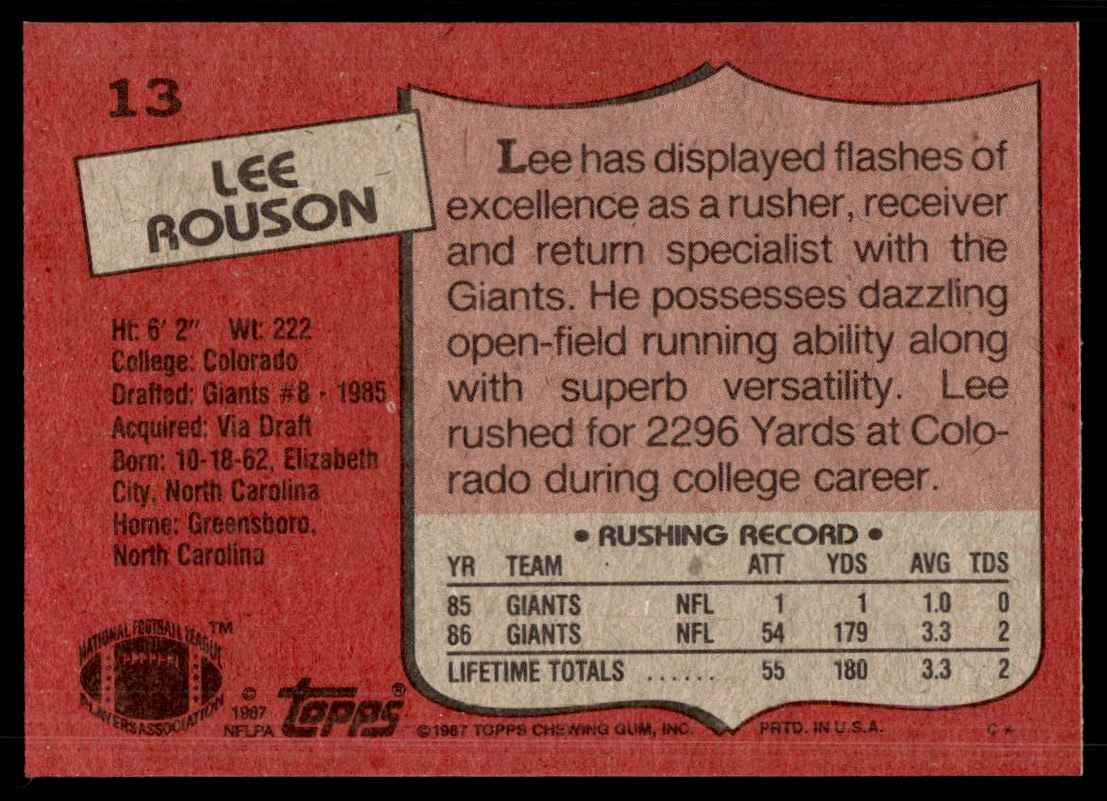 13
LEE
ROUSON
Ht: 6' 2" Wt: 222
College: Colorado
Drafted: Giants #8 - 1985
Acquired: Via Draft
Born: 10-18-62, Elizabeth
City, North Carolina
Home: Greensboro,
North Carolina
Lee has displayed flashes of
excellence as a rusher, receiver
and return specialist with the
Giants. He possesses dazzling
open-field running ability along
with superb versatility. Lee
rushed for 2296 Yards at Colo-
rado during college career.
• RUSHING RECORD •
YR TEAM ATT YDS AVG TDS
85 GIANTS NFL 1 1 1.0 0
86 GIANTS NFL 54 179 3.3 2
LIFETIME TOTALS ...... 55 180 3.3 2
NATIONAL FOOTBALL LEAGUE ™
PLAYERS ASSOCIATION
© 1987
NFLPA
Topps®
©1987 TOPPS CHEWING GUM, INC. PRTD. IN U.S.A. C*